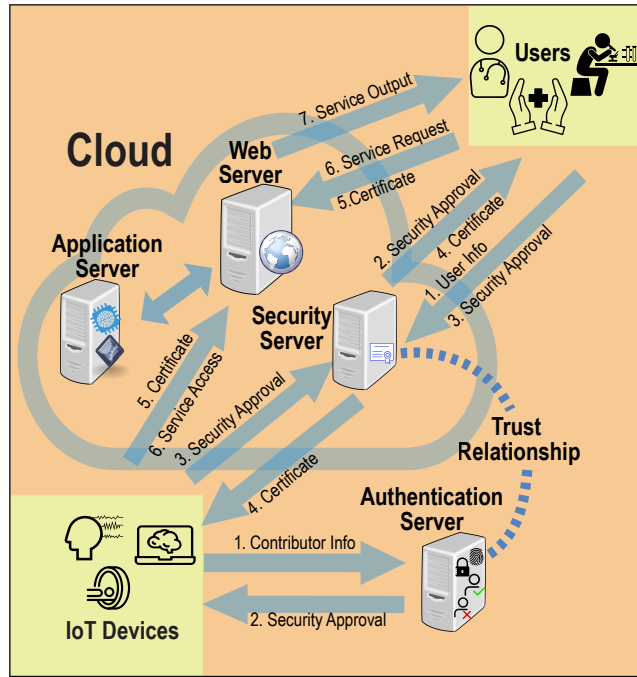 Users
7. Service Output
Cloud
Web
Server
6. Service Request
5.Certificate
2. Security Approval
4. Certificate
1. User Info
3. Security Approval
Application
Server
Security
Server
5. Certificate
6. Service Access
3. Security Approval
4. Certificate
Trust
Relationship
Authentication
Server
1. Contributor Info
2. Security Approval
IoT Devices